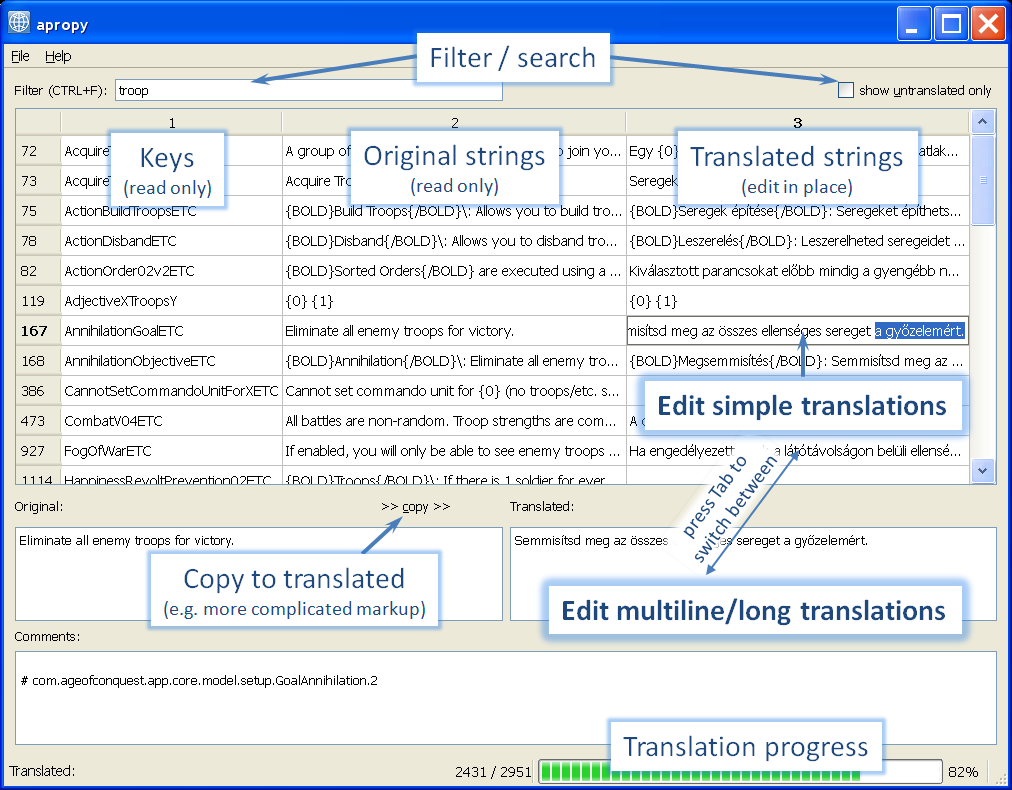 apropy
File Help
Filter / search
Filter (CTRL+F): troop
show untranslated only
1 2 3
Keys
(read only)
Original strings
(read only)
Translated strings
(edit in place)
72 Acquire A group of to join yo... Egy {0} atlak...
73 Acquire Acquire Tro Seregek
75 ActionBuildTroopsETC {BOLD}Build Troops{/BOLD}\: Allows you to build tro... {BOLD}Seregek építése{/BOLD}: Seregeket építhets...
78 ActionDisbandETC {BOLD}Disband{/BOLD}\: Allows you to disband tro... {BOLD}Leszerelés{/BOLD}: Leszerelheted seregeidet ...
82 ActionOrder02v2ETC {BOLD}Sorted Orders{/BOLD} are executed using a ... Kiválasztott parancsokat előbb mindig a gyengébb n...
119 AdjectiveXTroopsY {0} {1} {0} {1}
167 AnnihilationGoalETC Eliminate all enemy troops for victory. misítsd meg az összes ellenséges sereget a győzelemért.
168 AnnihilationObjectiveETC {BOLD}Annihilation{/BOLD}\: Eliminate all enemy tro... {BOLD}Megsemmisítés{/BOLD}: Semmisítsd meg az ...
386 CannotSetCommandoUnitForXETC Cannot set commando unit for {0} (no troops/etc. s...
473 CombatV04ETC All battles are non-random. Troop strengths are com...
Edit simple translations
927 FogOfWarETC If enabled, you will only be able to see enemy troops ... Ha engedélyezett a látótávolságon belüli ellensé...
1114 HappinessRevoltPrevention02ETC {BOLD}Troops{/BOLD}\: If there is 1 soldier for ever
press Tab to
switch between
Original: >> copy >> Translated:
Eliminate all enemy troops for victory.
Semmisítsd meg az összes es sereget a győzelemért.
Copy to translated
(e.g. more complicated markup)
Edit multiline/long translations
Comments:
# com.ageofconquest.app.core.model.setup.GoalAnnihilation.2
Translation progress
Translated: 2431 / 2951 82%